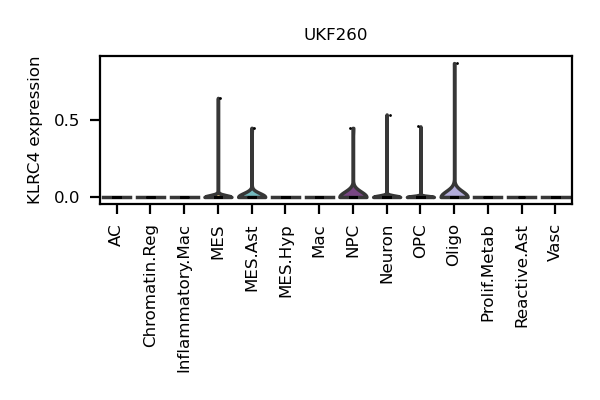 UKF260
KLRC4 expression
0.5
0.0
AC
Chromatin.Reg
Inflammatory.Mac
MES
MES.Ast
MES.Hyp
Mac
NPC
Neuron
OPC
Oligo
Prolif.Metab
Reactive.Ast
Vasc